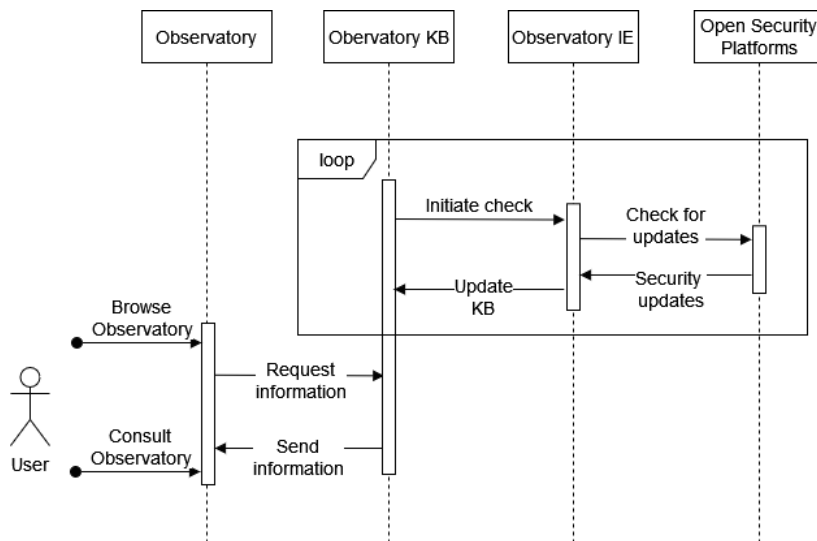 Observatory
Obervatory KB
Observatory IE
Open Security
Platforms
loop
Initiate check
Check for
updates
Security
updates
Update
KB
Browse
Observatory
Request
information
Consult
Observatory
Send
information
User